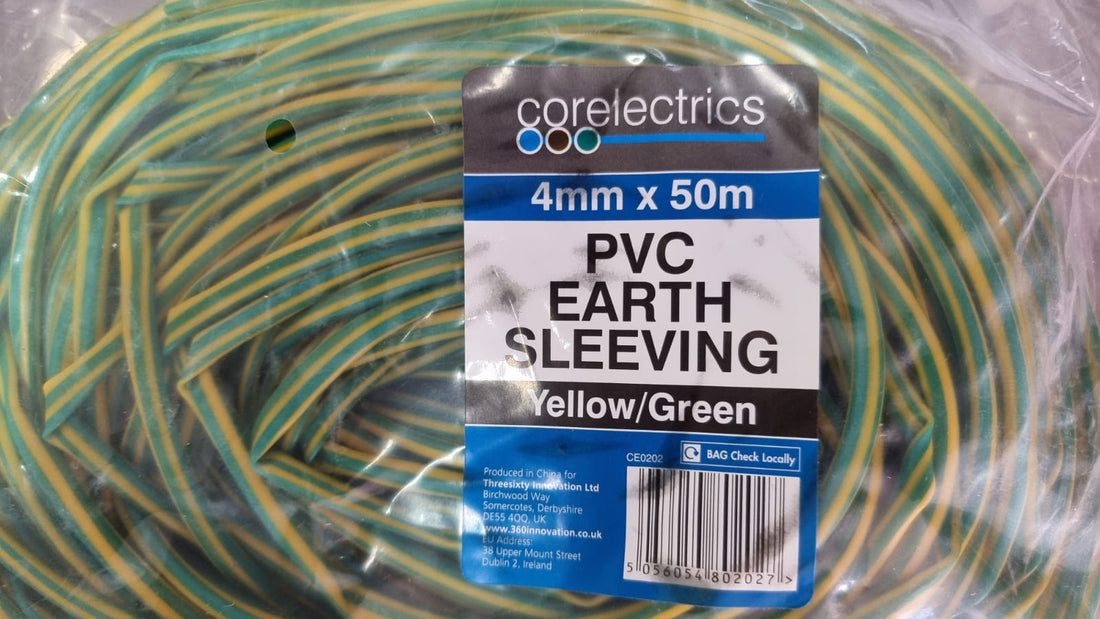 corelectrics
4mm x 50m
PVC
EARTH
SLEEVING
Yellow/Green
CE0202
BAG Check Locally
Produced in China for
Threesixty Innovation Ltd
Birchwood Way
Somercotes, Derbyshire
DE55 4QQ, UK
www.360innovation.co.uk
EU Address:
38 Upper Mount Street
Dublin 2, Ireland
5 056054 802027 >